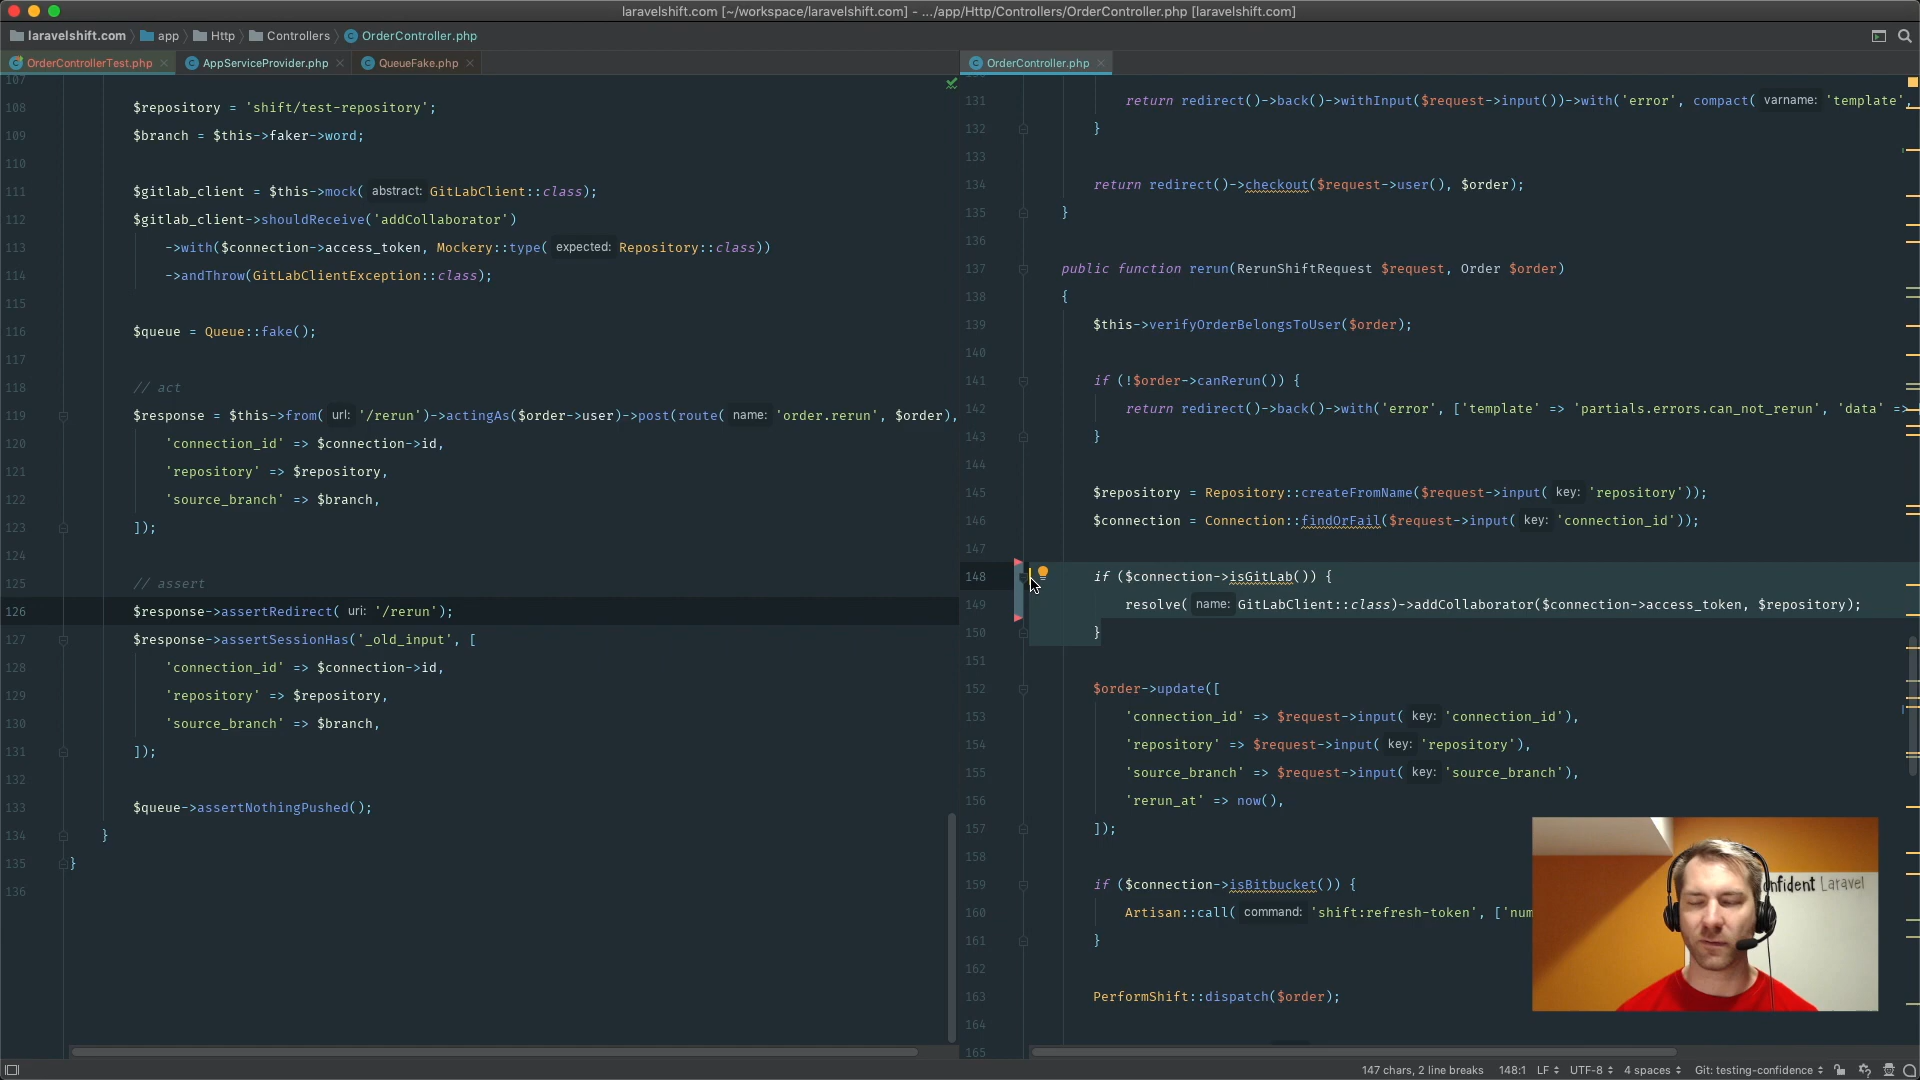 laravelshift.com [~/workspace/laravelshift.com] - .../app/Http/Controllers/OrderController.php [laravelshift.com]
laravelshift.com app Http Controllers OrderController.php
OrderControllerTest.php AppServiceProvider.php QueueFake.php
107
108 $repository = 'shift/test-repository';
109 $branch = $this->faker->word;
110
111 $gitlab_client = $this->mock( abstract: GitLabClient::class);
112 $gitlab_client->shouldReceive('addCollaborator')
113 ->with($connection->access_token, Mockery::type( expected: Repository::class))
114 ->andThrow(GitLabClientException::class);
115
116 $queue = Queue::fake();
117
118 // act
119 $response = $this->from( uri: '/rerun')->actingAs($order->user)->post(route( name: 'order.rerun', $order),
120 'connection_id' => $connection->id,
121 'repository' => $repository,
122 'source_branch' => $branch,
123 ]);
124
125 // assert
126 $response->assertRedirect( uri: '/rerun');
127 $response->assertSessionHas('_old_input', [
128 'connection_id' => $connection->id,
129 'repository' => $repository,
130 'source_branch' => $branch,
131 ]);
132
133 $queue->assertNothingPushed();
134 }
135 }
136
OrderController.php
131 return redirect()->back()->withInput($request->input())->with('error', compact( varname: 'template',
132 }
133
134 return redirect()->checkout($request->user(), $order);
135 }
136
137 public function rerun(RerunShiftRequest $request, Order $order)
138 {
139 $this->verifyOrderBelongsToUser($order);
140
141 if (!$order->canRerun()) {
142 return redirect()->back()->with('error', ['template' => 'partials.errors.can_not_rerun', 'data' => [
143 }
144
145 $repository = Repository::createFromName($request->input( key: 'repository'));
146 $connection = Connection::findOrFail($request->input( key: 'connection_id'));
147
148 if ($connection->isGitLab()) {
149 resolve( name: GitLabClient::class)->addCollaborator($connection->access_token, $repository);
150 }
151
152 $order->update([
153 'connection_id' => $request->input( key: 'connection_id'),
154 'repository' => $request->input( key: 'repository'),
155 'source_branch' => $request->input( key: 'source_branch'),
156 'rerun_at' => now(),
157 ]);
158
159 if ($connection->isBitbucket()) {
160 Artisan::call( command: 'shift:refresh-token', ['num
161 }
162
163 PerformShift::dispatch($order);
164
165
nfident Laravel
147 chars, 2 line breaks 148:1 LF UTF-8 4 spaces Git: testing-confidence